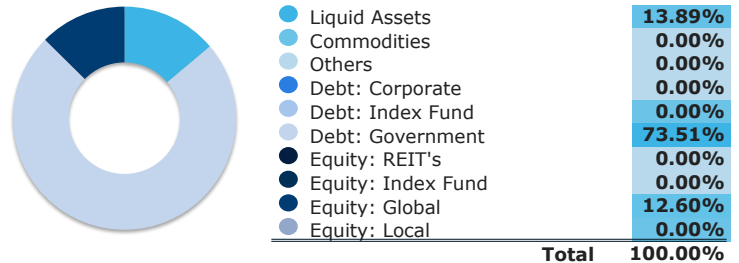 Liquid Assets 13.89%
Commodities 0.00%
Others 0.00%
Debt: Corporate 0.00%
Debt: Index Fund 0.00%
Debt: Government 73.51%
Equity: REIT's 0.00%
Equity: Index Fund 0.00%
Equity: Global 12.60%
Equity: Local 0.00%
Total 100.00%